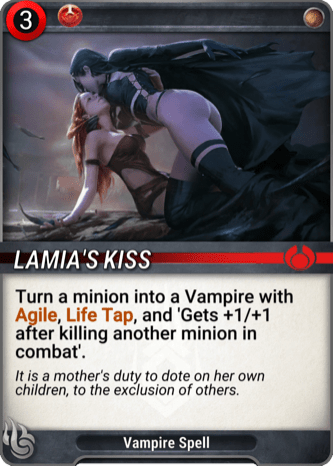 3
LAMIA'S KISS
Turn a minion into a Vampire with
Agile, Life Tap, and 'Gets +1/+1
after killing another minion in
combat'.
It is a mother's duty to dote on her own
children, to the exclusion of others.
Vampire Spell